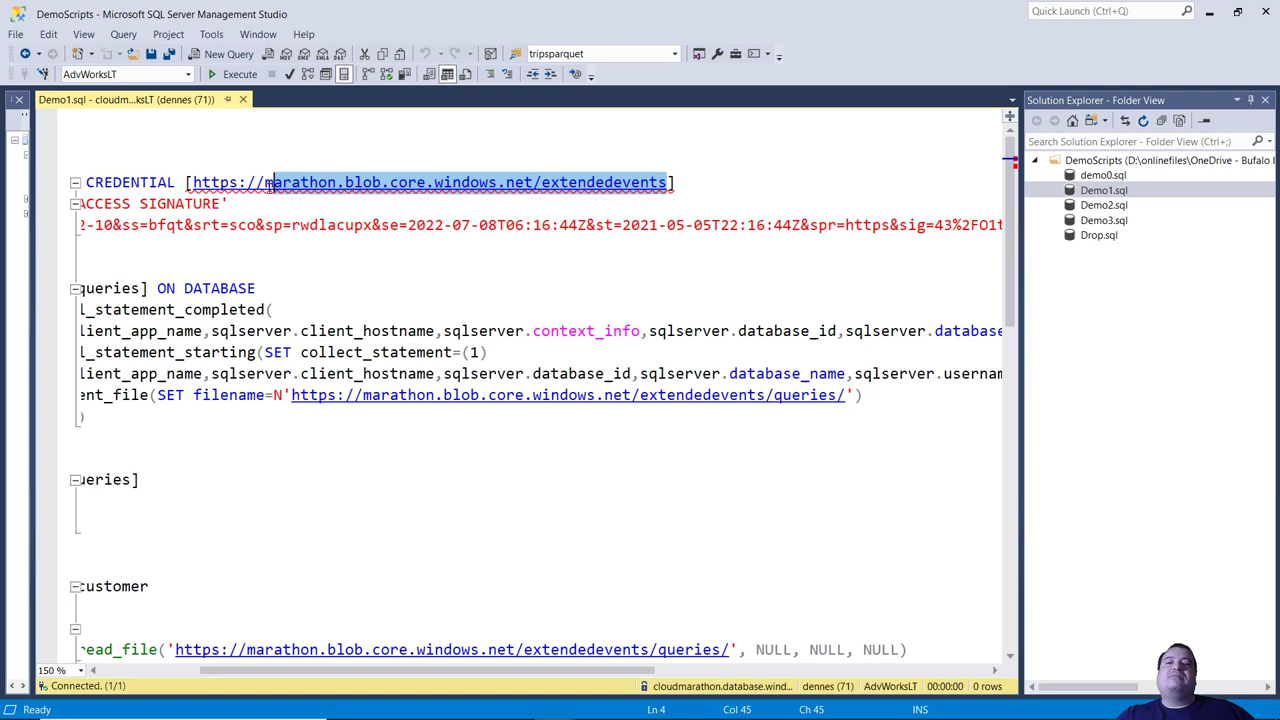 DemoScripts - Microsoft SQL Server Management Studio
Quick Launch (Ctrl+Q)
File Edit View Query Project Tools Window Help
New Query
tripsparquet
AdvWorksLT
Execute
Demo1.sql - cloudm...ksLT (dennes (71))
Solution Explorer - Folder View
Search Solution Explorer - Folder View (Ctrl+;)
DemoScripts (D:\onlinefiles\OneDrive - Bufalo I
demo0.sql
Demo1.sql
Demo2.sql
Demo3.sql
Drop.sql
CREDENTIAL [https://marathon.blob.core.windows.net/extendedevents]
ACCESS SIGNATURE'
2-10&ss=bfqt&srt=sco&sp=rwdlacupx&se=2022-07-08T06:16:44Z&st=2021-05-05T22:16:44Z&spr=https&sig=43%2FO1t
queries] ON DATABASE
l_statement_completed(
lient_app_name,sqlserver.client_hostname,sqlserver.context_info,sqlserver.database_id,sqlserver.database
l_statement_starting(SET collect_statement=(1)
lient_app_name,sqlserver.client_hostname,sqlserver.database_id,sqlserver.database_name,sqlserver.usernam
ent_file(SET filename=N'https://marathon.blob.core.windows.net/extendedevents/queries/')
)
ueries]
customer
read_file('https://marathon.blob.core.windows.net/extendedevents/queries/', NULL, NULL, NULL)
150 %
Connected. (1/1)
cloudmarathon.database.wind...
dennes (71)
AdvWorksLT
00:00:00
0 rows
Ready
Ln 4
Col 45
Ch 45
INS